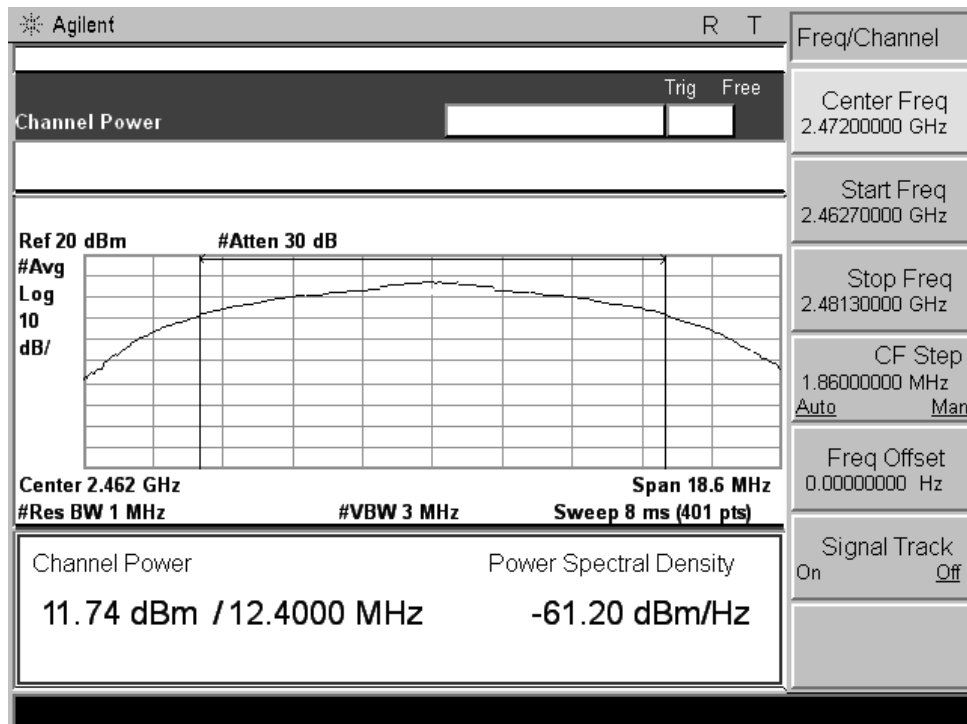 Agilent R T
Trig Free
Channel Power
Ref 20 dBm #Atten 30 dB
#Avg
Log
10
dB/
Center 2.462 GHz Span 18.6 MHz
#Res BW 1 MHz #VBW 3 MHz Sweep 8 ms (401 pts)
Channel Power Power Spectral Density
11.74 dBm / 12.4000 MHz -61.20 dBm/Hz
Freq/Channel
Center Freq
2.47200000 GHz
Start Freq
2.46270000 GHz
Stop Freq
2.48130000 GHz
CF Step
1.86000000 MHz
Auto Man
Freq Offset
0.00000000 Hz
Signal Track
On Off